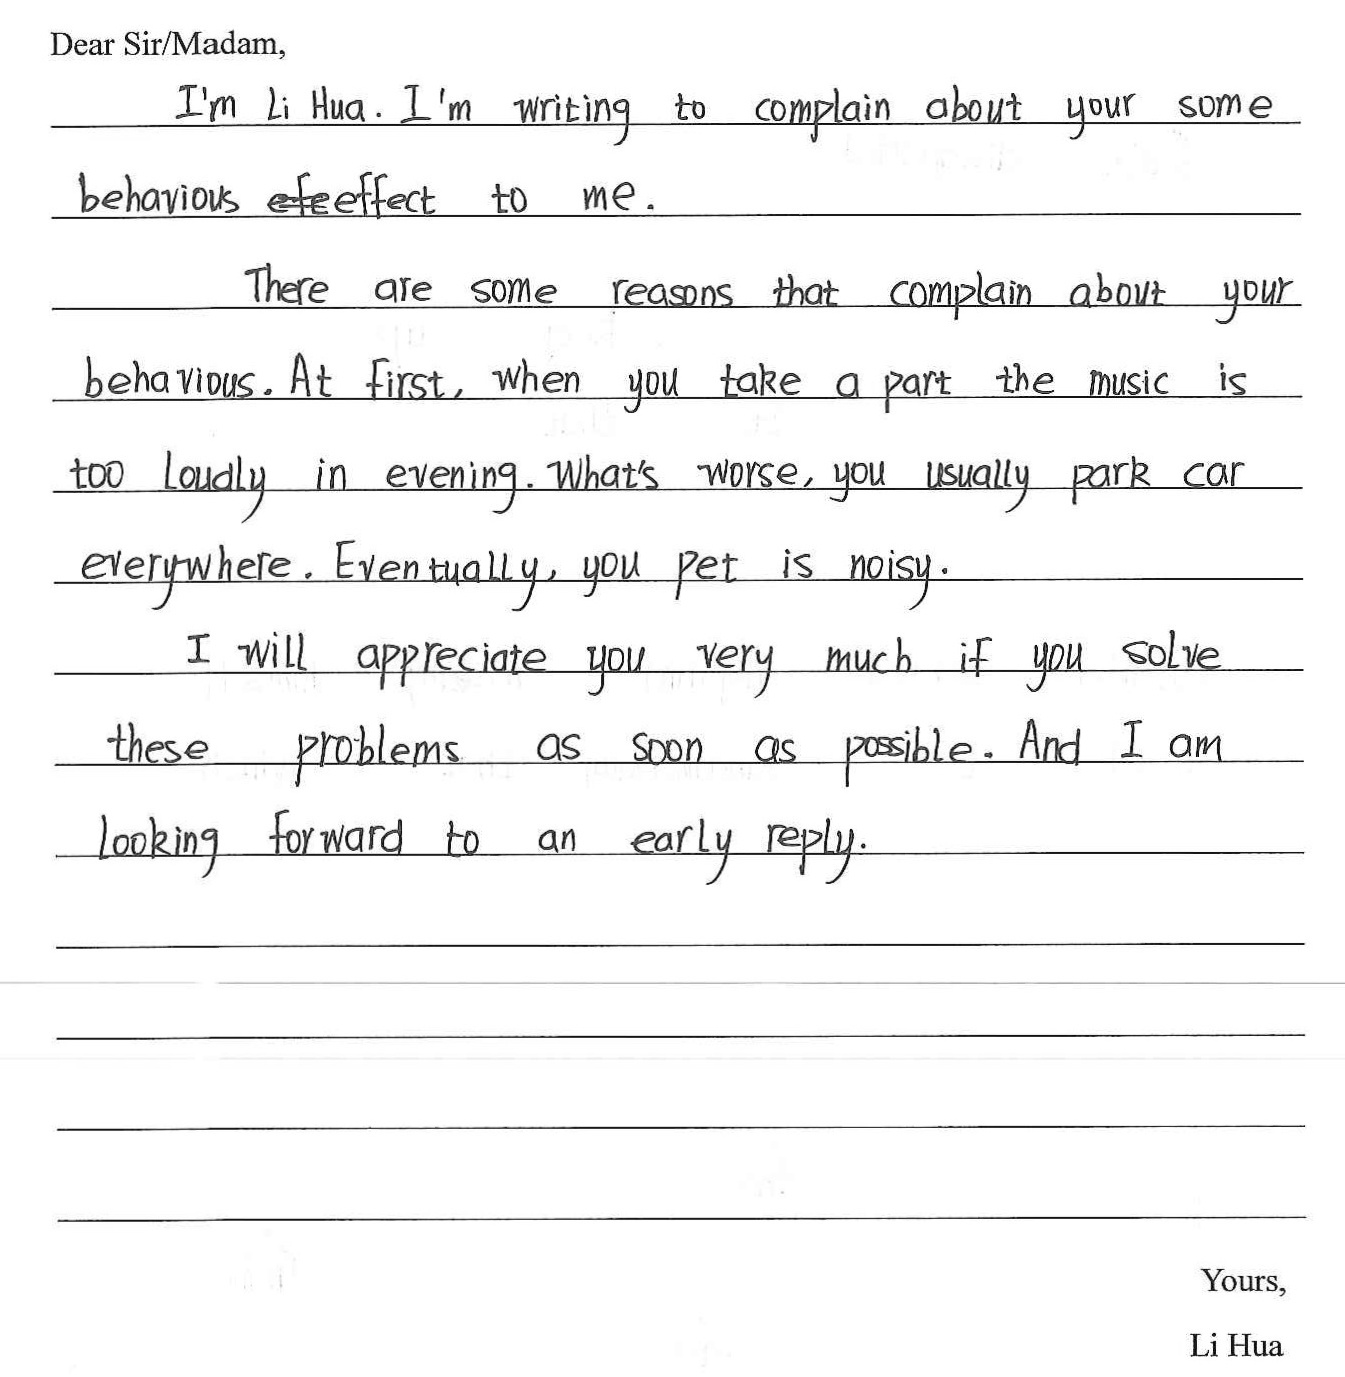 Dear Sir/Madam,
I'm Li Hua. I'm writing to complain about your some
behavious effect to me.
There are some reasons that complain about your
behavious. At first, when you take a part the music is
too loudly in evening. What's worse, you usually park car
everywhere. Eventually, you pet is noisy.
I will appreciate you very much if you solve
these problems as soon as possible. And I am
looking forward to an early reply.
Yours,
Li Hua